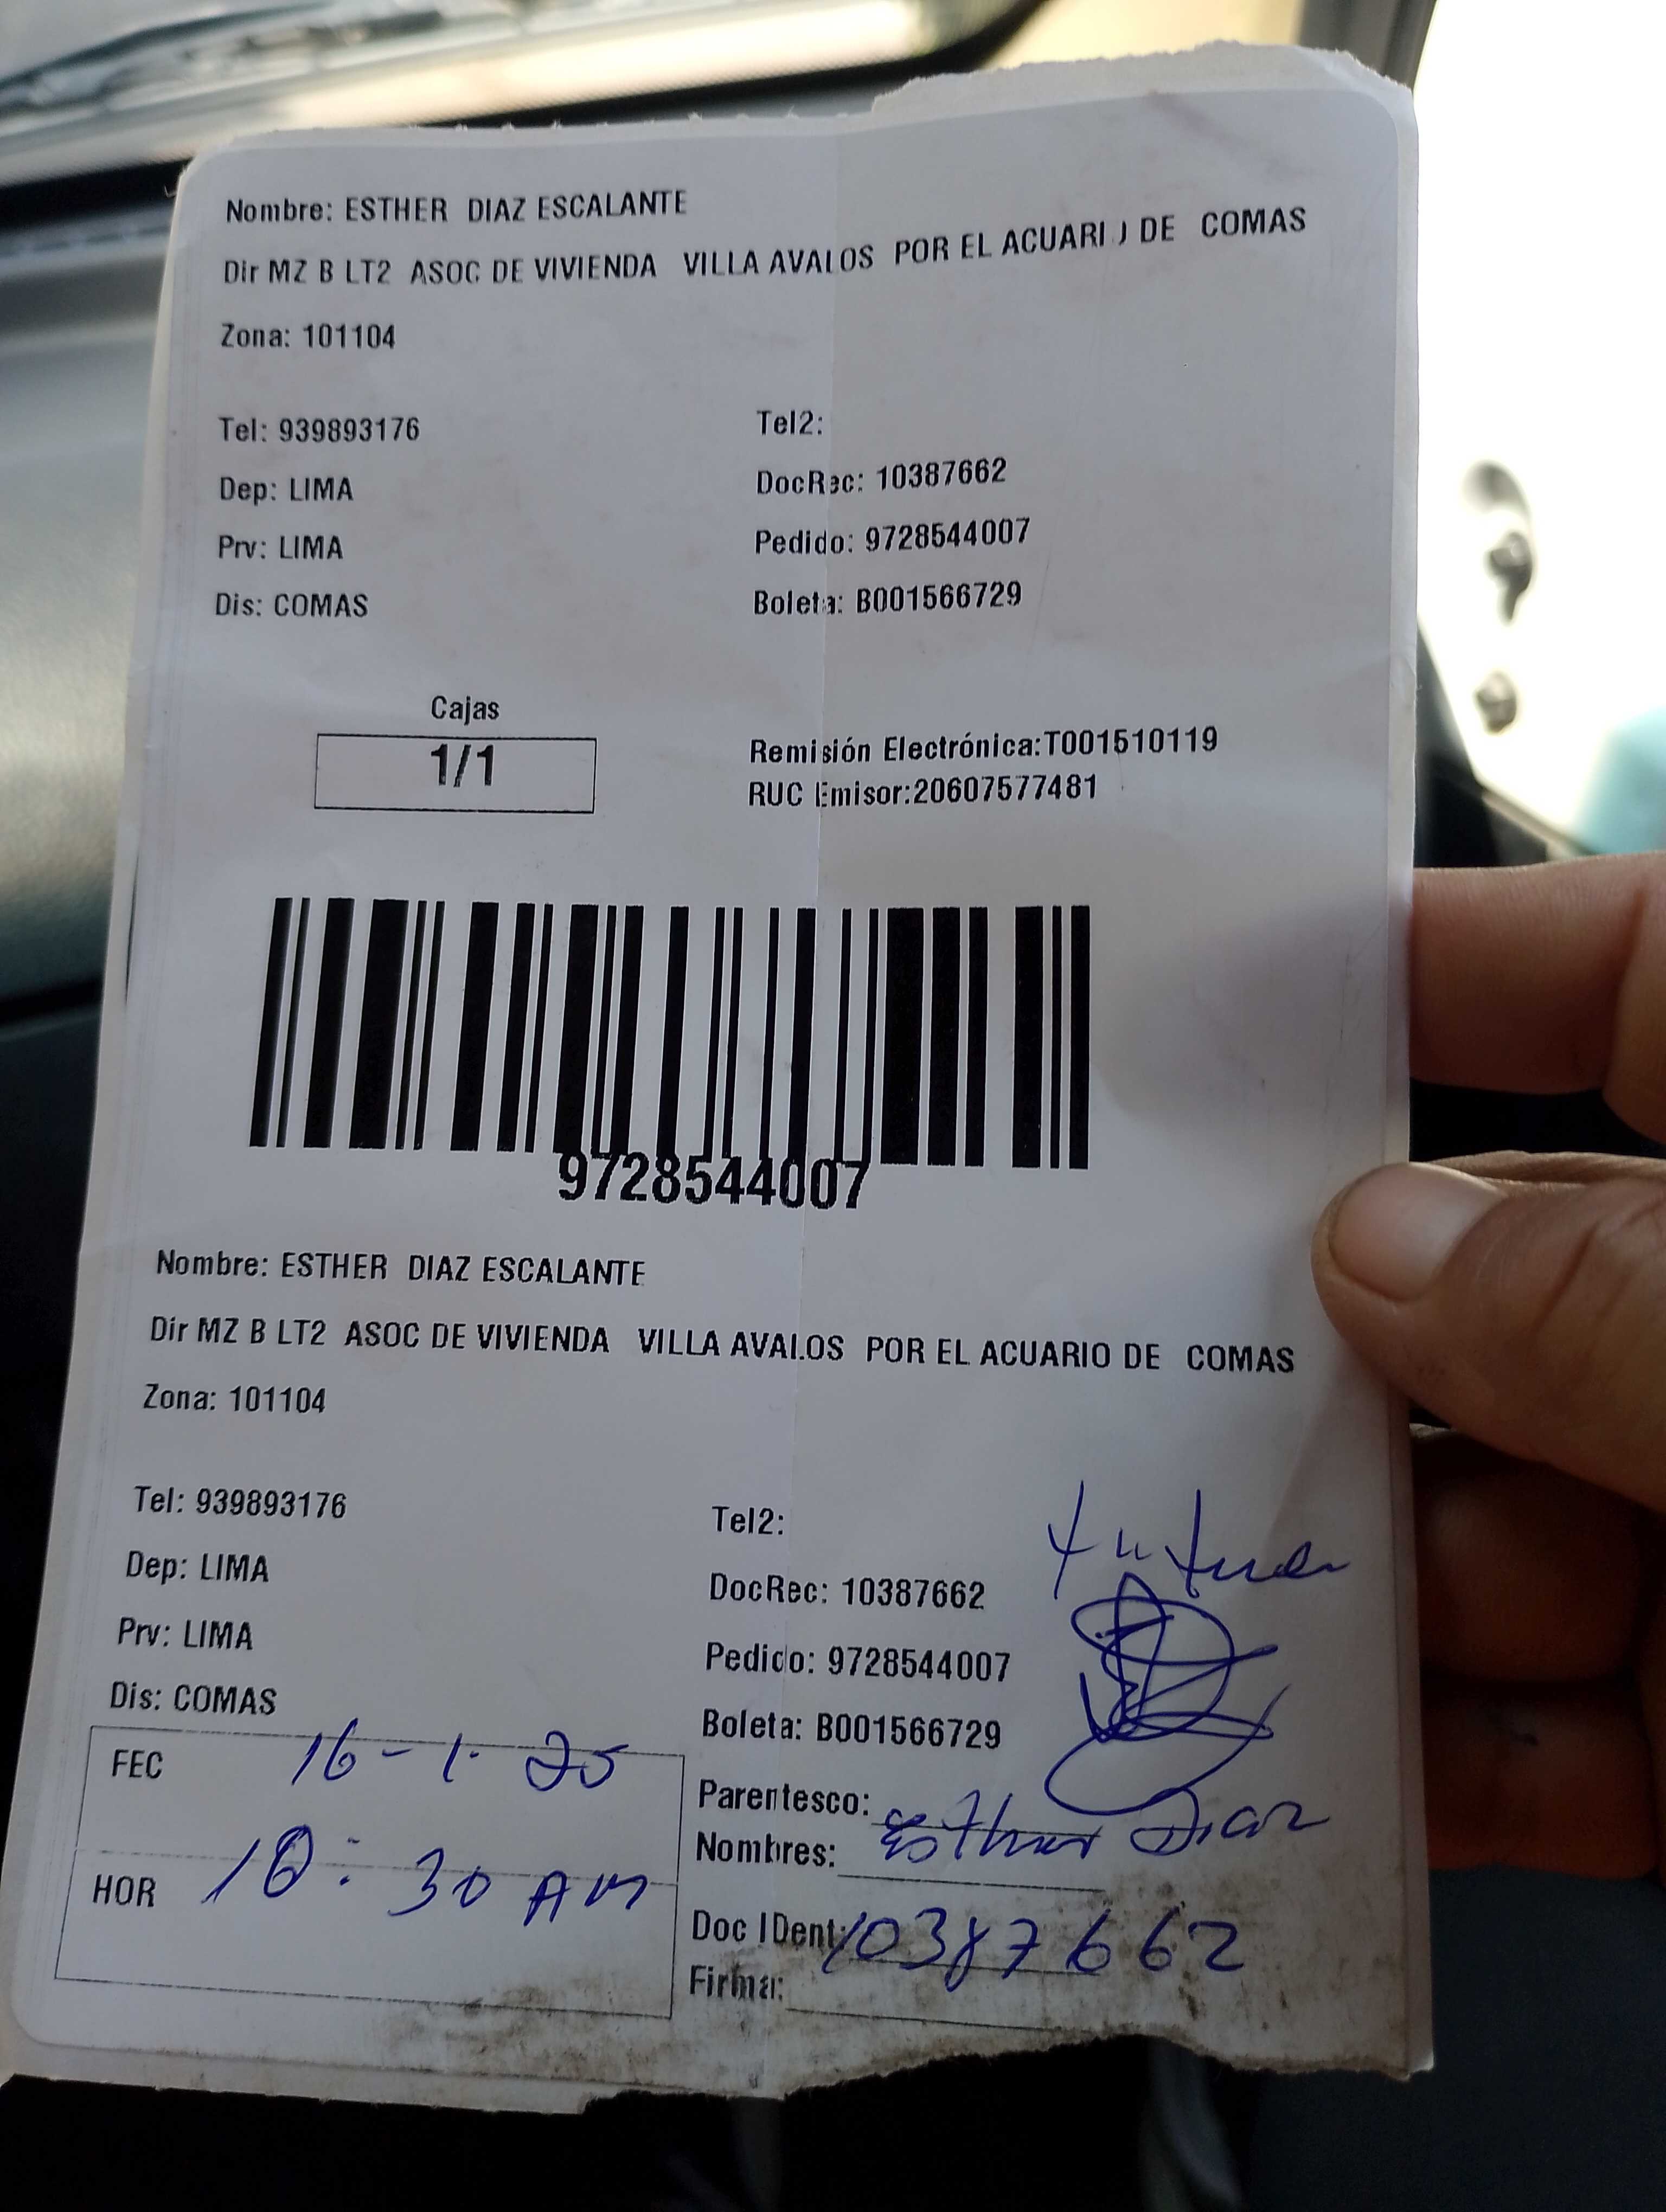 Nombre: ESTHER DIAZ ESCALANTE
Dir MZ B LT2 ASOC DE VIVIENDA VILLA AVALOS POR EL ACUARIO DE COMAS
Zona: 101104
Tel: 939893176 Tel2:
Dep: LIMA DocRec: 10387662
Prv: LIMA Pedido: 9728544007
Dis: COMAS Boleta: B001566729
Cajas
1/1
Remisión Electrónica:T001510119
RUC Emisor:20607577481
9728544007
Nombre: ESTHER DIAZ ESCALANTE
Dir MZ B LT2 ASOC DE VIVIENDA VILLA AVALOS POR EL ACUARIO DE COMAS
Zona: 101104
Tel: 939893176 Tel2:
Dep: LIMA DocRec: 10387662
Prv: LIMA Pedido: 9728544007
Dis: COMAS Boleta: B001566729
FEC 16-1-25
Parentesco:
Nombres: Esther Diaz
HOR 10:30 AM
Doc IDent: 10387662
Firma: